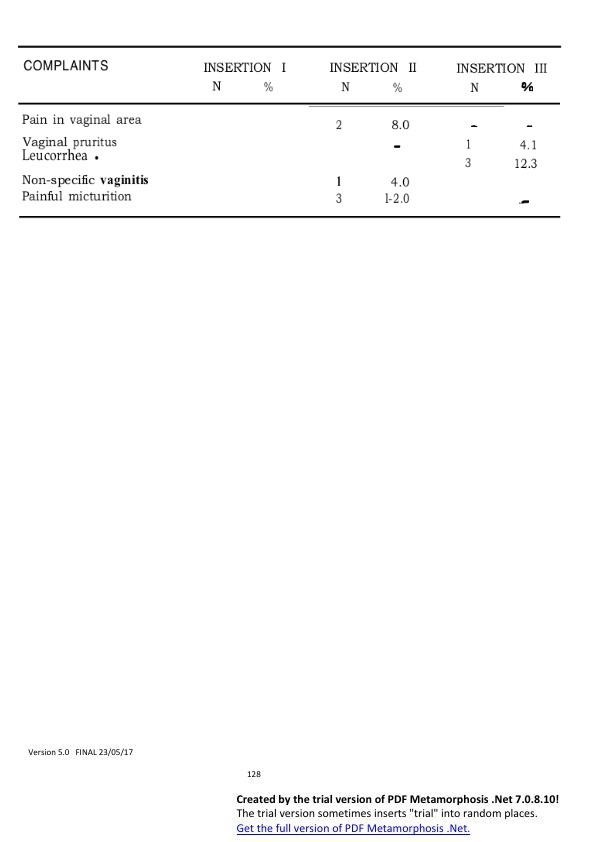 COMPLAINTS INSERTION I INSERTION II INSERTION III
N % N % N %
Pain in vaginal area 2 8.0 – –
Vaginal pruritus - 1 4.1
Leucorrhea • 3 12.3
Non-specific vaginitis 1 4.0
Painful micturition 3 l-2.0 .-
Version 5.0 FINAL 23/05/17
128
Created by the trial version of PDF Metamorphosis .Net 7.0.8.10!
The trial version sometimes inserts "trial" into random places.
Get the full version of PDF Metamorphosis .Net.